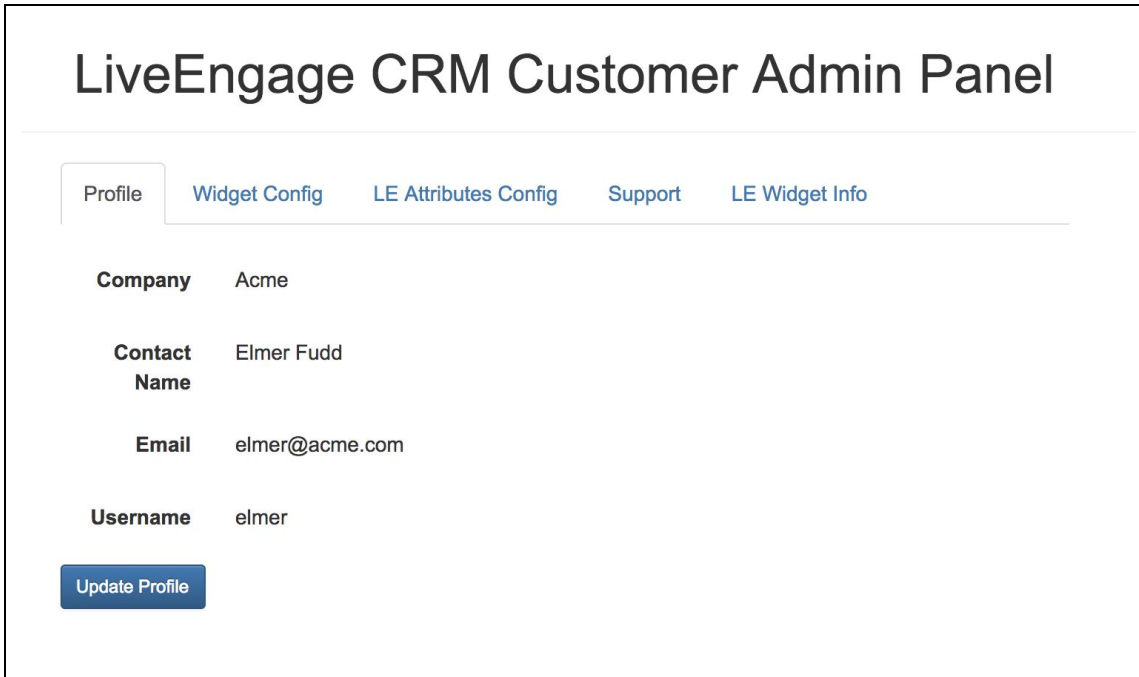 LiveEngage CRM Customer Admin Panel
Profile Widget Config LE Attributes Config Support LE Widget Info
Company Acme
Contact Elmer Fudd
Name
Email elmer@acme.com
Username elmer
Update Profile